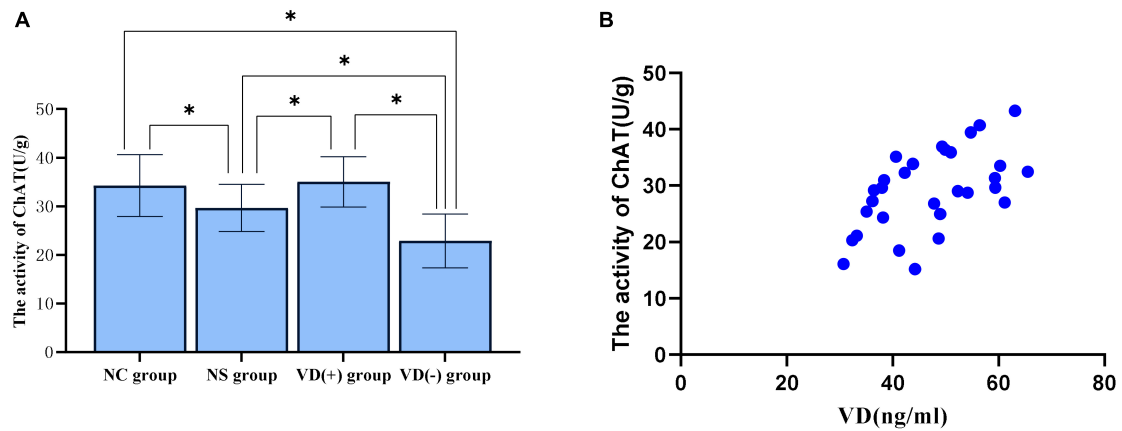 A
*
*
*
*
*
The activity of ChAT(U/g)
50
40
30
20
10
0
NC group
NS group
VD(+) group
VD(-) group
B
The activity of ChAT(U/g)
50
40
30
20
10
0
0
20
40
60
80
VD(ng/ml)